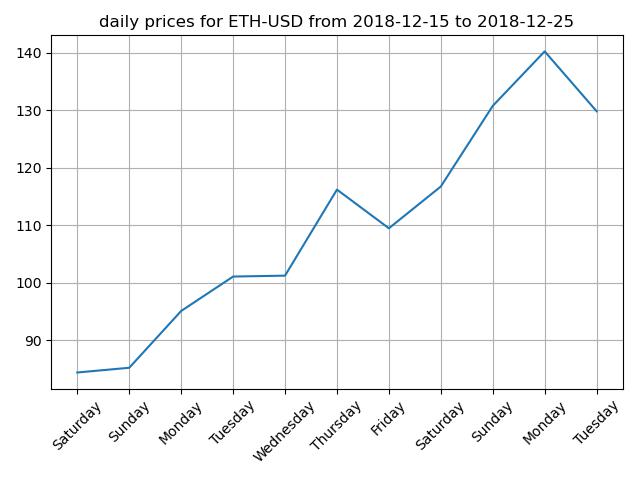 daily prices for ETH-USD from 2018-12-15 to 2018-12-25
140
130
120
110
100
90
Saturday
Sunday
Monday
Tuesday
Wednesday
Thursday
Friday
Saturday
Sunday
Monday
Tuesday